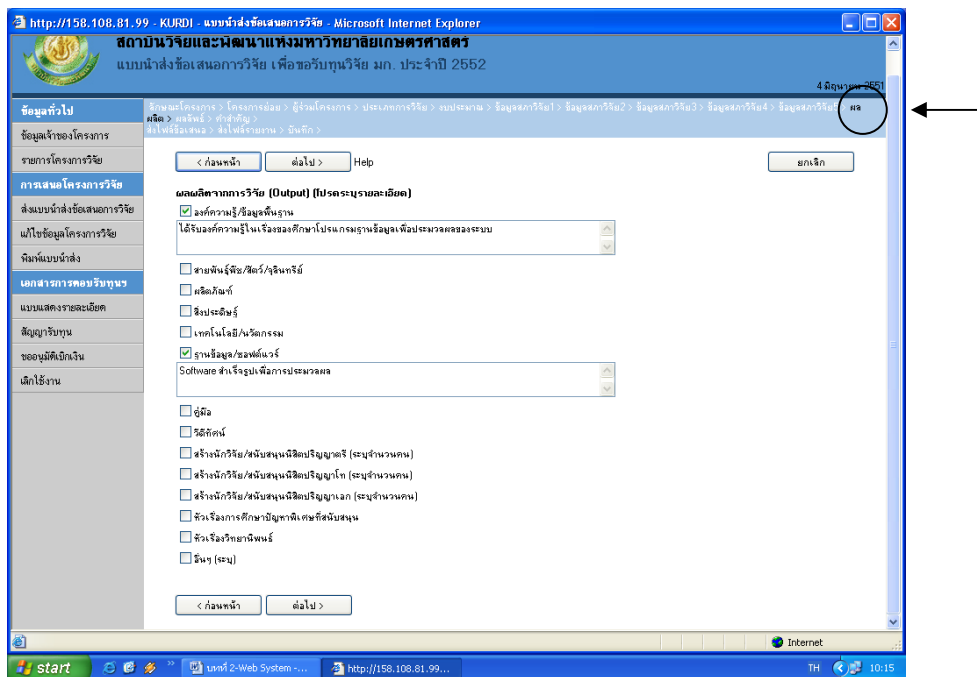 http://158.108.81.99 - KURDI - แบบนำส่งข้อเสนอการวิจัย - Microsoft Internet Explorer
สถาบันวิจัยและพัฒนาแห่งมหาวิทยาลัยเกษตรศาสตร์
แบบนำส่งข้อเสนอการวิจัย เพื่อขอรับทุนวิจัย มก. ประจำปี 2552
4 มิถุนายน 2551
ลักษณะโครงการ > โครงการย่อย > ผู้ร่วมโครงการ > ประเภทการวิจัย > งบประมาณ > ข้อมูลสภาวิจัย1 > ข้อมูลสภาวิจัย2 > ข้อมูลสภาวิจัย3 > ข้อมูลสภาวิจัย4 > ข้อมูลสภาวิจัย5 > ผล
ผลิต > ผลลัพธ์ > คำสำคัญ >
ส่งไฟล์ข้อเสนอ > ส่งไฟล์รายงาน > บันทึก >
ข้อมูลทั่วไป
ข้อมูลเจ้าของโครงการ
รายการโครงการวิจัย
การเสนอโครงการวิจัย
ส่งแบบนำส่งข้อเสนอการวิจัย
แก้ไขข้อมูลโครงการวิจัย
พิมพ์แบบนำส่ง
เอกสารการตอบรับทุนฯ
แบบแสดงรายละเอียด
สัญญารับทุน
ขออนุมัติเบิกเงิน
เลิกใช้งาน
< ก่อนหน้า ต่อไป > Help ยกเลิก
ผลผลิตจากการวิจัย (Output) (โปรดระบุรายละเอียด)
องค์ความรู้/ข้อมูลพื้นฐาน
ได้รับองค์ความรู้ในเรื่องของศึกษาโปรแกรมฐานข้อมูลเพื่อประมวลผลของระบบ
สายพันธุ์พืช/สัตว์/จุลินทรีย์
ผลิตภัณฑ์
สิ่งประดิษฐ์
เทคโนโลยี/นวัตกรรม
ฐานข้อมูล/ซอฟต์แวร์
Software สำเร็จรูปเพื่อการประมวลผล
คู่มือ
วีดิทัศน์
สร้างนักวิจัย/สนับสนุนนิสิตปริญญาตรี (ระบุจำนวนคน)
สร้างนักวิจัย/สนับสนุนนิสิตปริญญาโท (ระบุจำนวนคน)
สร้างนักวิจัย/สนับสนุนนิสิตปริญญาเอก (ระบุจำนวนคน)
หัวเรื่องการศึกษาปัญหาพิเศษที่สนับสนุน
หัวเรื่องวิทยานิพนธ์
อื่นๆ (ระบุ)
< ก่อนหน้า ต่อไป >
Internet
start บทที่ 2-Web System -... http://158.108.81.99... TH 10:15